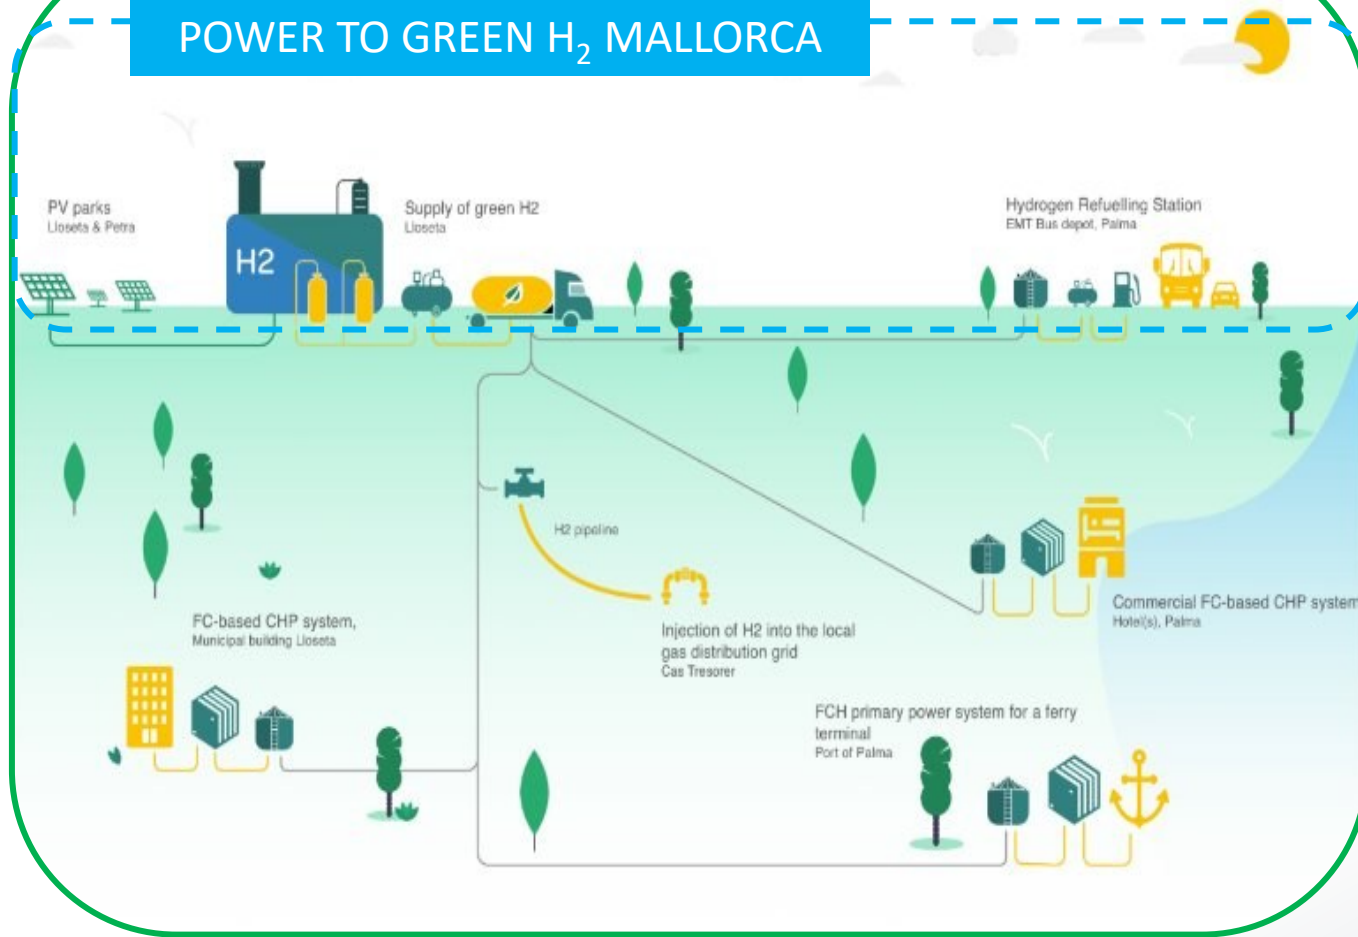 POWER TO GREEN H₂ MALLORCA
PV parks
Lloseta & Petra
H2
Supply of green H2
Lloseta
Hydrogen Refuelling Station
EMT Bus depot, Palma
H2 pipeline
Injection of H2 into the local
gas distribution grid
Cas Tresorer
Commercial FC-based CHP system
Hotel(s), Palma
FC-based CHP system,
Municipal building Lloseta
FCH primary power system for a ferry
terminal
Port of Palma